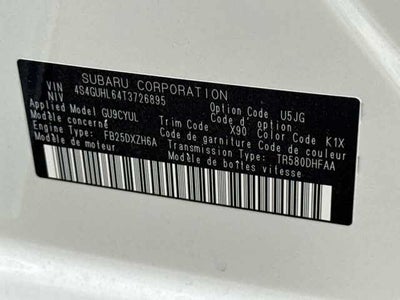 SUBARU CORPORATION
VIN
NIV 4S4GUHL64T3726895 Option Code U5JG
Applied Model GU9CYUL Trim Code X90 Color Code K1X
Modèle concerné Code de garniture Code de couleur
Engine Type: FB25DXZH6A Transmission Type: TR580DHFAA
Modèle de moteur Modèle de boîtes vitesse